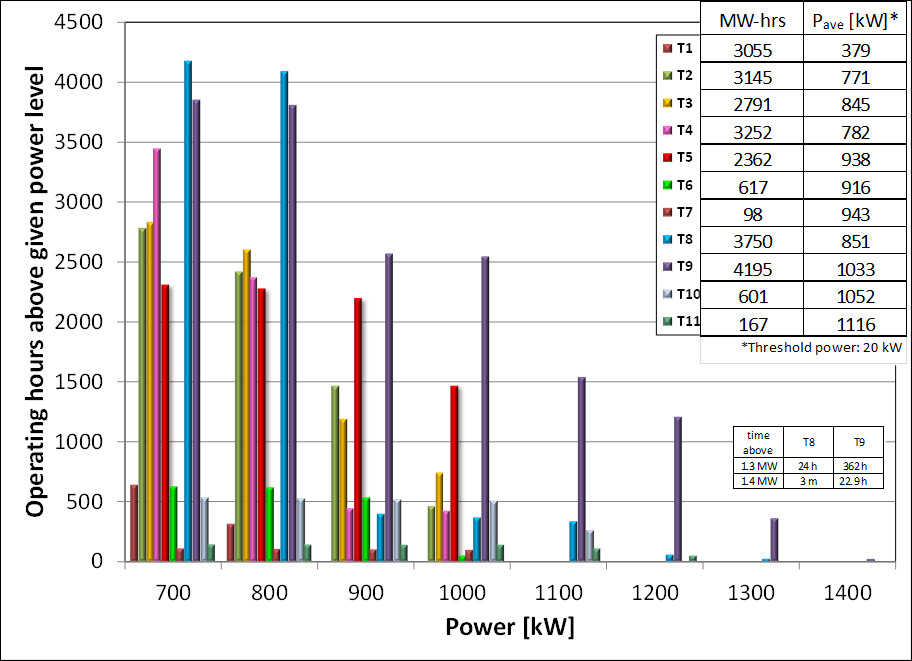 Operating hours above given power level
4500
4000
3500
3000
2500
2000
1500
1000
500
0
700 800 900 1000 1100 1200 1300 1400
Power [kW]
MW-hrs Pave [kW]*
T1 3055 379
T2 3145 771
T3 2791 845
T4 3252 782
T5 2362 938
T6 617 916
T7 98 943
T8 3750 851
T9 4195 1033
T10 601 1052
T11 167 1116
*Threshold power: 20 kW
time above T8 T9
1.3 MW 24 h 362 h
1.4 MW 3 m 22.9 h